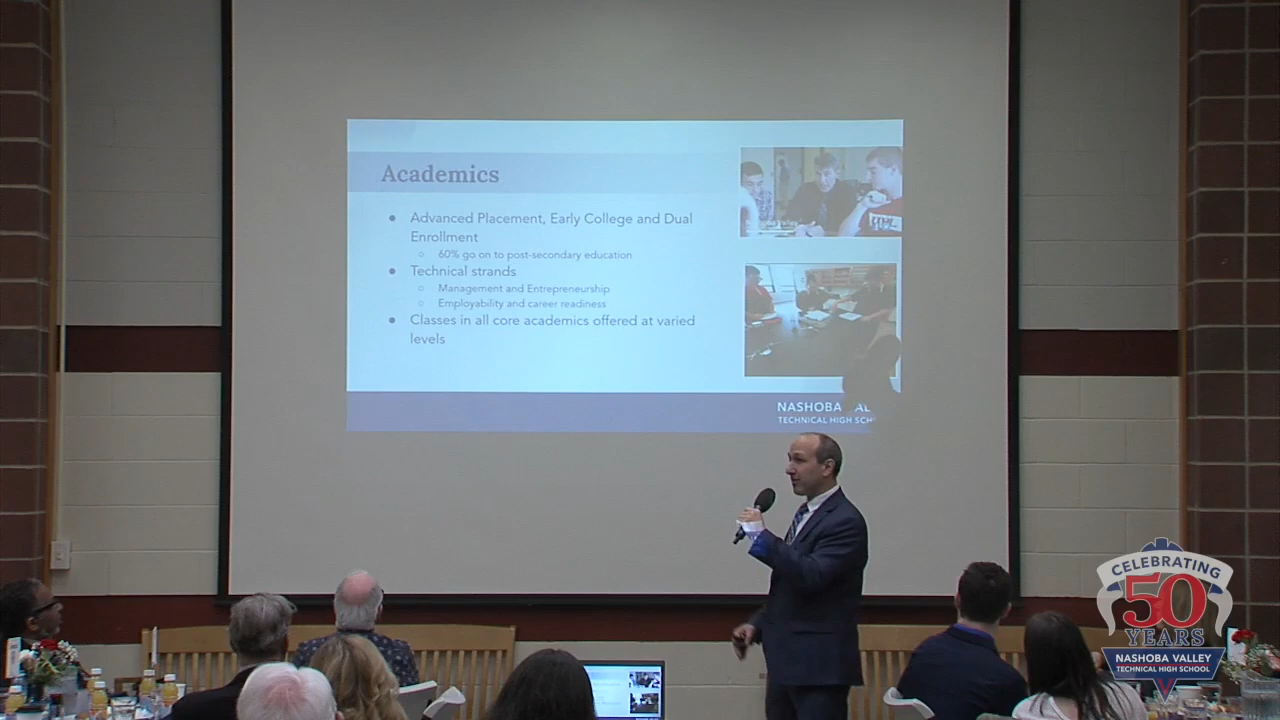 Academics
● Advanced Placement, Early College and Dual
Enrollment
○ 60% go on to post-secondary education
● Technical strands
○ Management and Entrepreneurship
○ Employability and career readiness
● Classes in all core academics offered at varied
levels
NASHOBA
TECHNICAL HIGH
CELEBRATING
50
YEARS
NASHOBA VALLEY
TECHNICAL HIGH SCHOOL